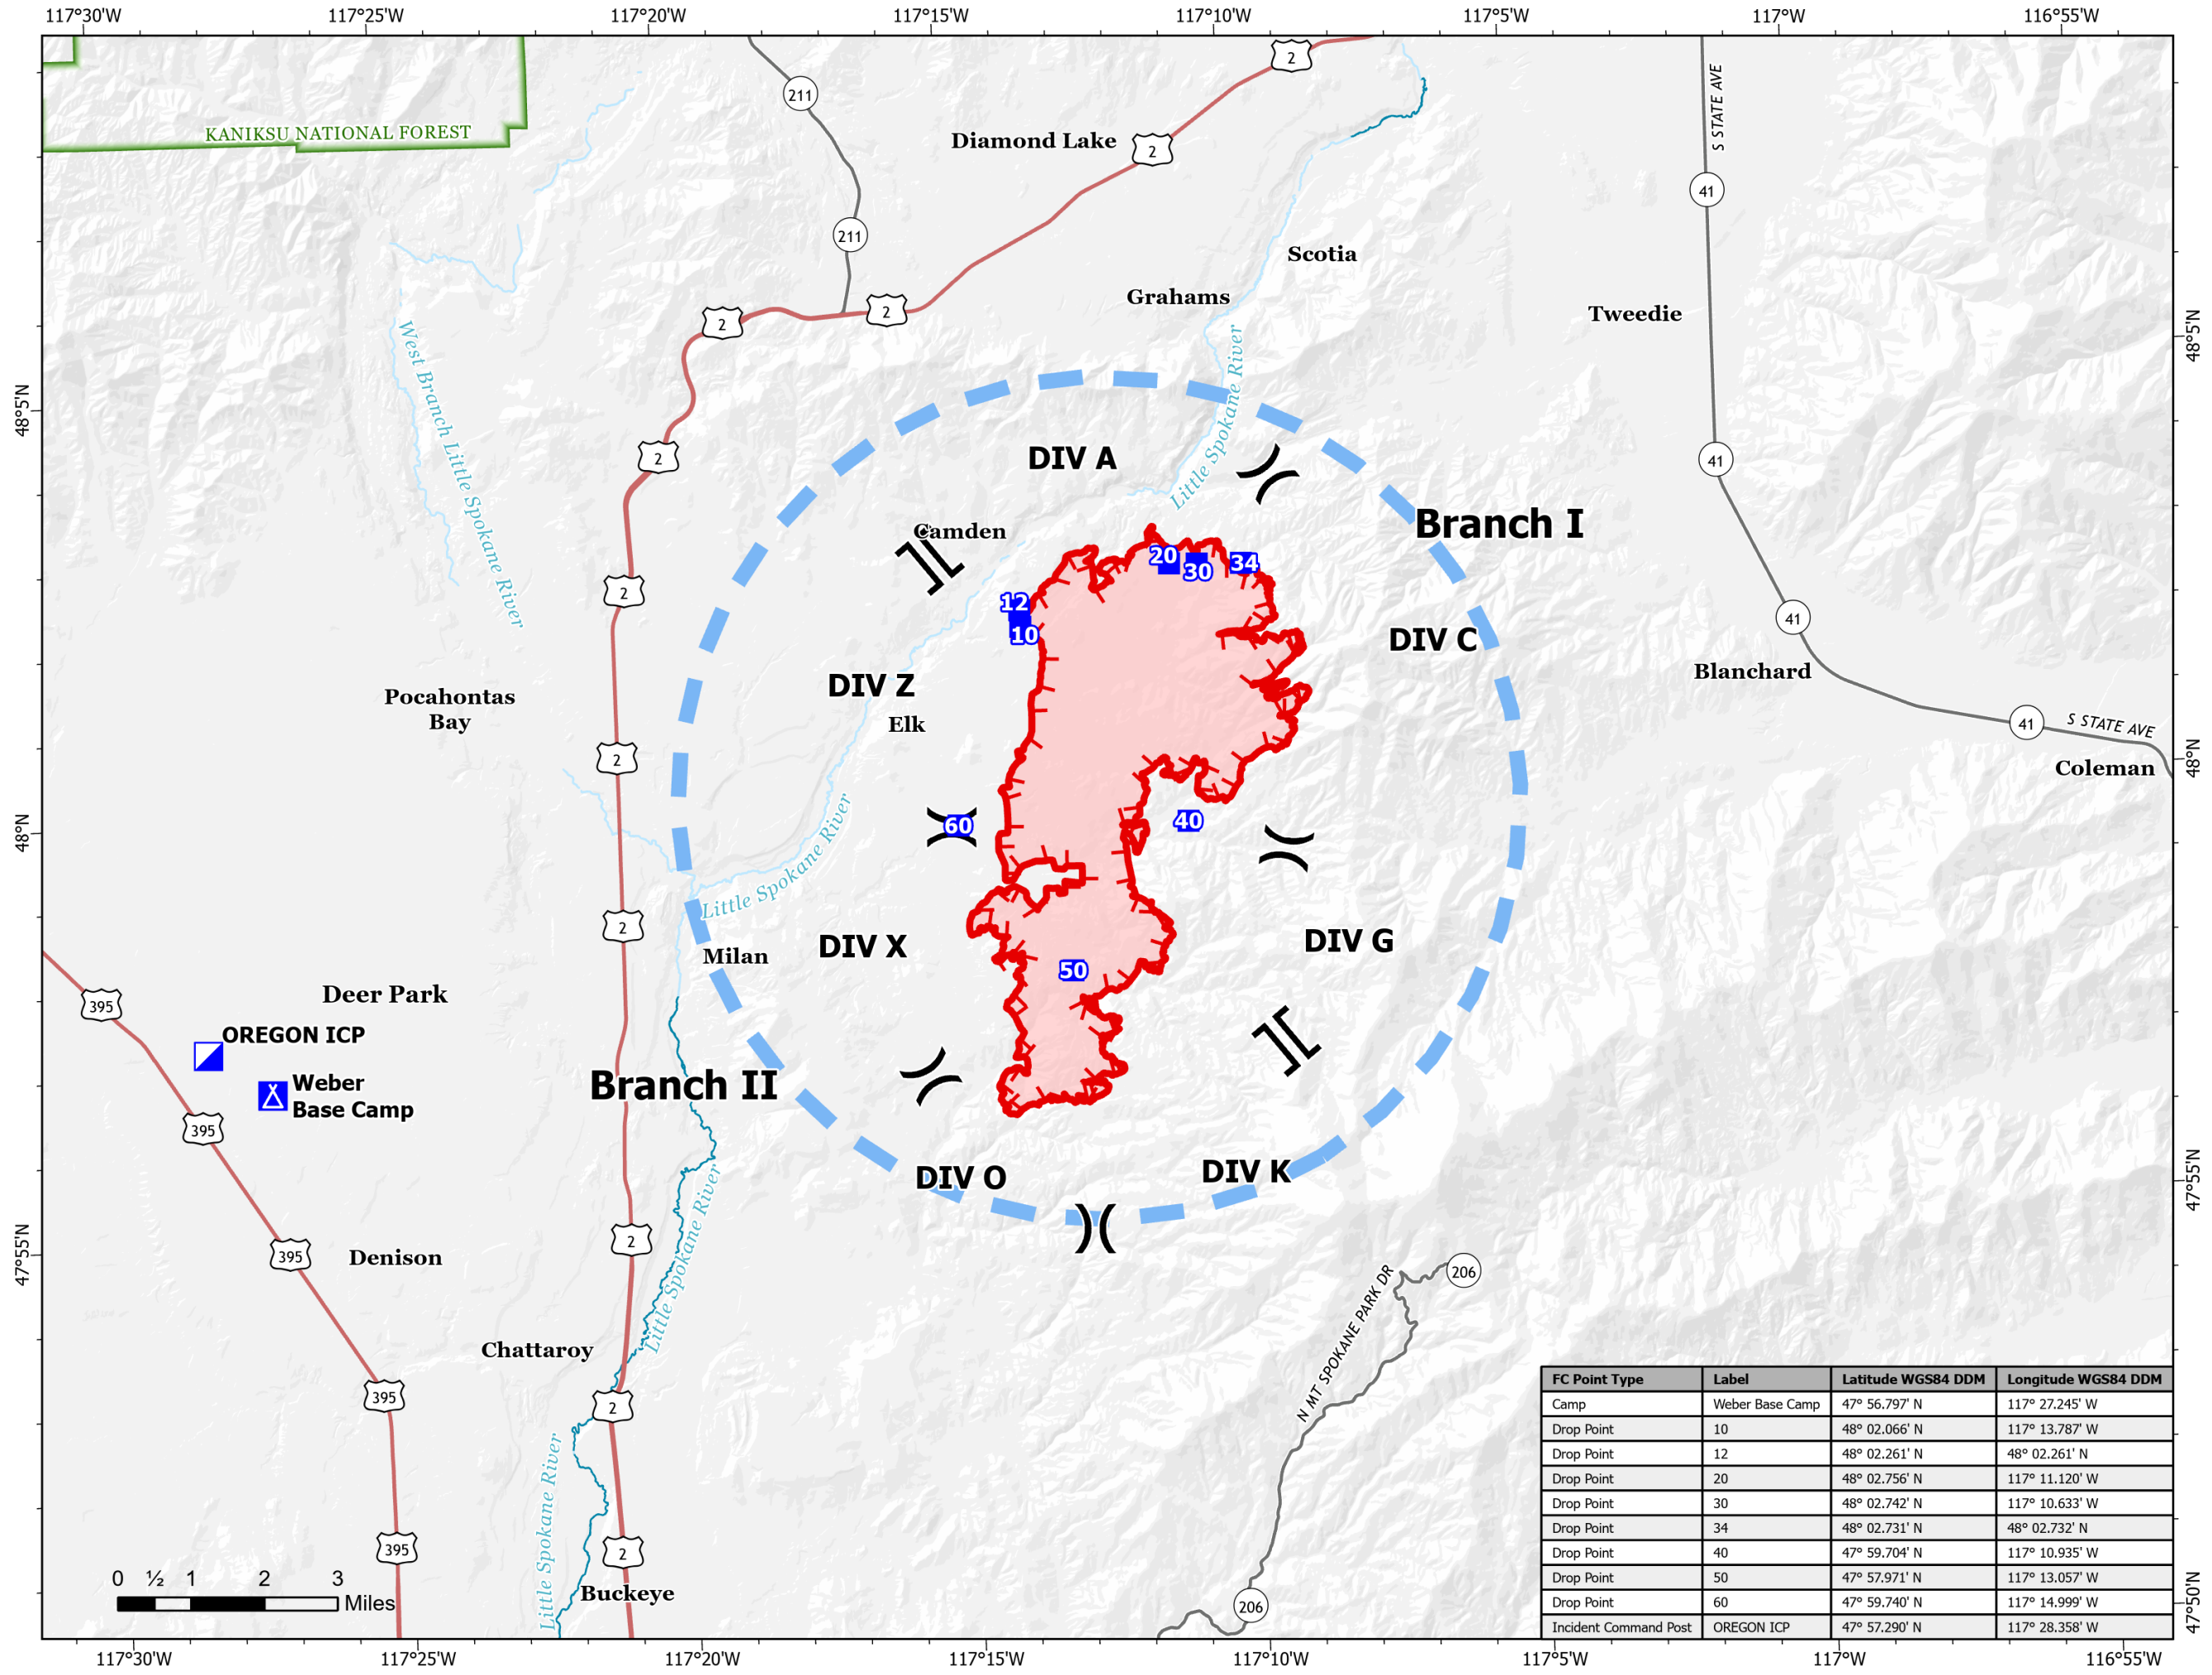 117°30'W 117°25'W 117°20'W 117°15'W 117°10'W 117°5'W 117°W 116°55'W
2
S STATE AVE
211
KANIKSU NATIONAL FOREST
Diamond Lake
2
41
211
Scotia
Grahams
2
2
Tweedie
48°5'N
West Branch Little Spokane River
Little Spokane River
48°5'N
DIV A
2
41
Branch I
Camden
20
30
34
2
12
10
41
DIV C
Blanchard
DIV Z
Pocahontas
Bay
Elk
41
S STATE AVE
2
Coleman
48°N
48°N
60
40
Little Spokane River
2
DIV X
DIV G
Milan
50
Deer Park
395
OREGON ICP
Weber
Base Camp
Branch II
395
DIV O
DIV K
47°55'N
Little Spokane River
2
395
Denison
47°55'N
206
N MT SPOKANE PARK DR
Chattaroy
395
2
Little Spokane River
395
2
Buckeye
206
0 ½ 1 2 3
Miles
FC Point Type Label Latitude WGS84 DDM Longitude WGS84 DDM
Camp Weber Base Camp 47° 56.797' N 117° 27.245' W
Drop Point 10 48° 02.066' N 117° 13.787' W
Drop Point 12 48° 02.261' N 48° 02.261' N
Drop Point 20 48° 02.756' N 117° 11.120' W
Drop Point 30 48° 02.742' N 117° 10.633' W
Drop Point 34 48° 02.731' N 48° 02.732' N
Drop Point 40 47° 59.704' N 117° 10.935' W
Drop Point 50 47° 57.971' N 117° 13.057' W
Drop Point 60 47° 59.740' N 117° 14.999' W
Incident Command Post OREGON ICP 47° 57.290' N 117° 28.358' W
47°50'N
117°30'W 117°25'W 117°20'W 117°15'W 117°10'W 117°5'W 117°W 116°55'W